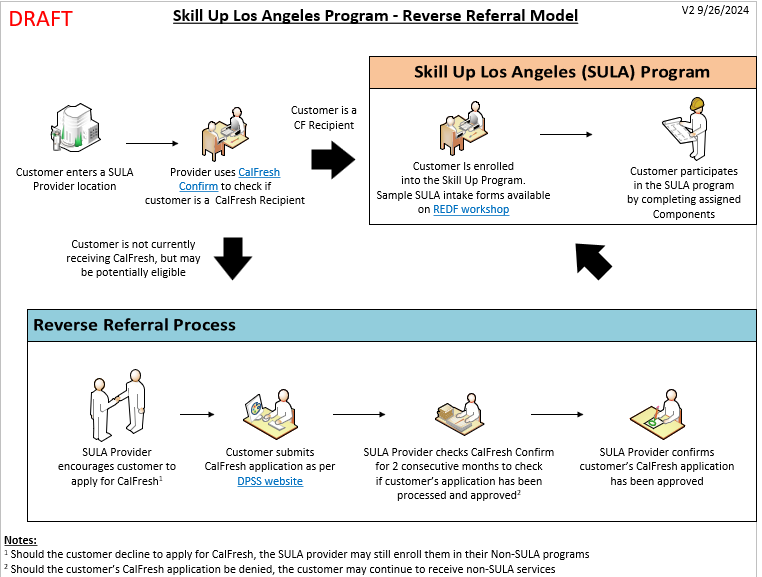 DRAFT
Skill Up Los Angeles Program - Reverse Referral Model
V2 9/26/2024
Customer enters a SULA
Provider location
Provider uses CalFresh
Confirm to check if
customer is a CalFresh Recipient
Customer is a
CF Recipient
Skill Up Los Angeles (SULA) Program
Customer Is enrolled
into the Skill Up Program.
Sample SULA intake forms available
on REDF workshop
Customer participates
in the SULA program
by completing assigned
Components
Customer is not currently
receiving CalFresh, but may
be potentially eligible
Reverse Referral Process
SULA Provider
encourages customer to
apply for CalFresh¹
Customer submits
CalFresh application as per
DPSS website
SULA Provider checks CalFresh Confirm
for 2 consecutive months to check
if customer's application has been
processed and approved²
SULA Provider confirms
customer's CalFresh application
has been approved
Notes:
¹ Should the customer decline to apply for CalFresh, the SULA provider may still enroll them in their Non-SULA programs
² Should the customer's CalFresh application be denied, the customer may continue to receive non-SULA services